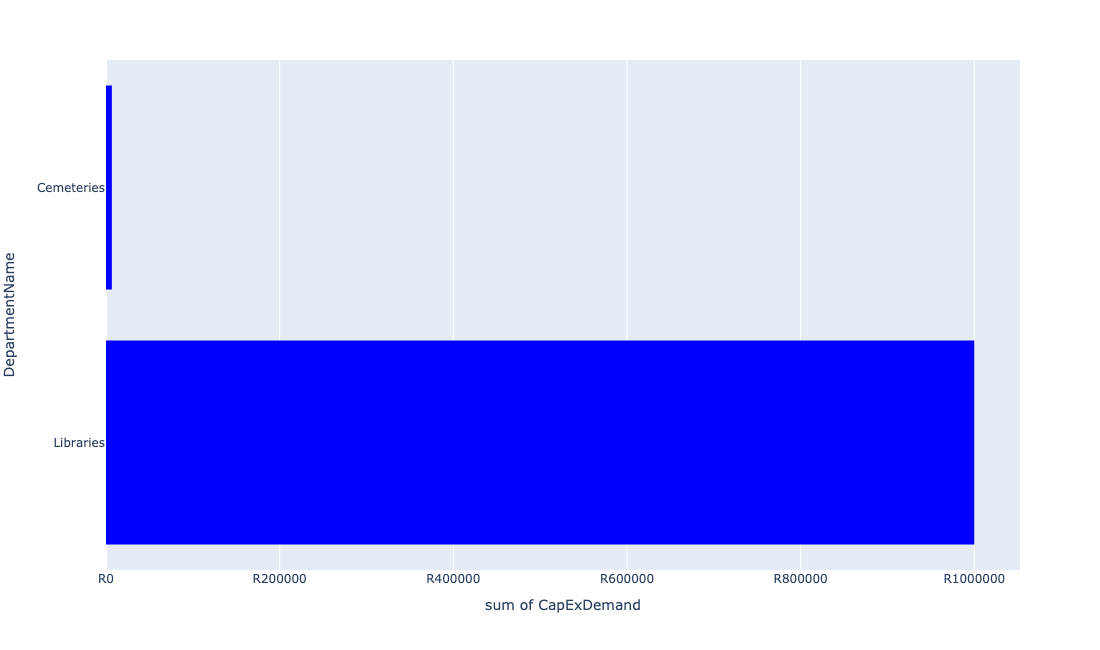 Cemeteries
DepartmentName
Libraries
R0 R200000 R400000 R600000 R800000 R1000000
sum of CapExDemand